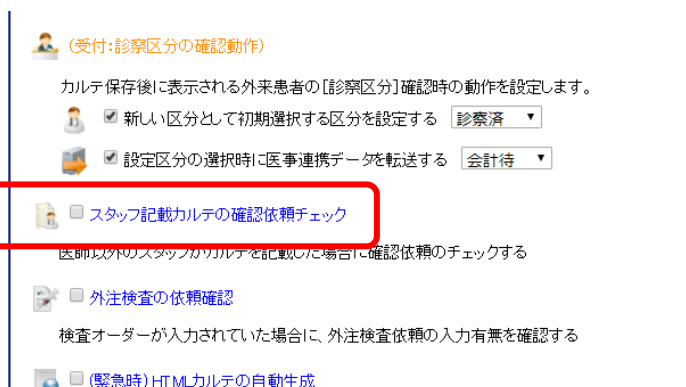 (受付:診察区分の確認動作)
カルテ保存後に表示される外来患者の[診察区分]確認時の動作を設定します。
新しい区分として初期選択する区分を設定する 診察済
設定区分の選択時に医事連携データを転送する 会計待
スタッフ記載カルテの確認依頼チェック
医師以外のスタッフがカルテを記載した場合に確認依頼のチェックする
外注検査の依頼確認
検査オーダーが入力されていた場合に、外注検査依頼の入力有無を確認する
(緊急時)HTMLカルテの自動生成